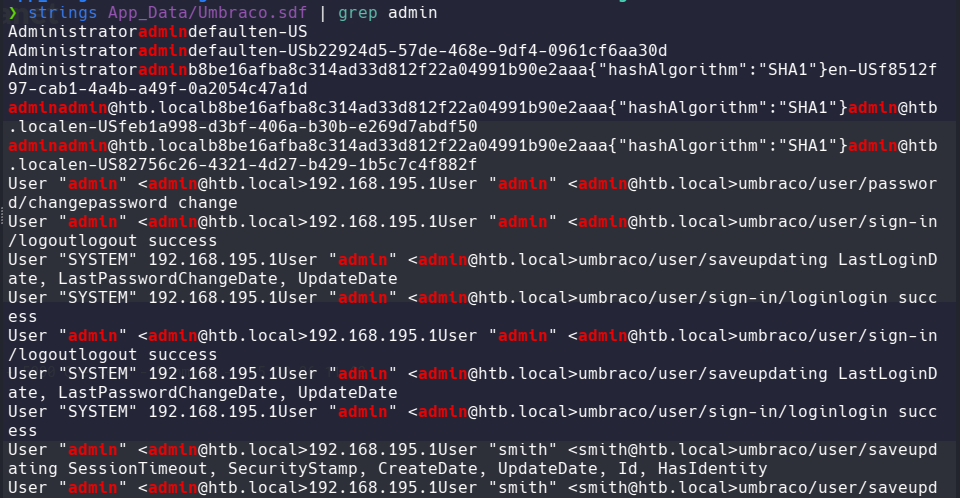 ❯ strings App_Data/Umbraco.sdf | grep admin
Administratoradmindefaulten-US
Administratoradmindefaulten-USb22924d5-57de-468e-9df4-0961cf6aa30d
Administratoradminb8be16afba8c314ad33d812f22a04991b90e2aaa{"hashAlgorithm":"SHA1"}en-USf8512f
97-cab1-4a4b-a49f-0a2054c47a1d
adminadmin@htb.localb8be16afba8c314ad33d812f22a04991b90e2aaa{"hashAlgorithm":"SHA1"}admin@htb
.localen-USfeb1a998-d3bf-406a-b30b-e269d7abdf50
adminadmin@htb.localb8be16afba8c314ad33d812f22a04991b90e2aaa{"hashAlgorithm":"SHA1"}admin@htb
.localen-US82756c26-4321-4d27-b429-1b5c7c4f882f
User "admin" <admin@htb.local>192.168.195.1User "admin" <admin@htb.local>umbraco/user/passwor
d/changepassword change
User "admin" <admin@htb.local>192.168.195.1User "admin" <admin@htb.local>umbraco/user/sign-in
/logoutlogout success
User "SYSTEM" 192.168.195.1User "admin" <admin@htb.local>umbraco/user/saveupdating LastLoginD
ate, LastPasswordChangeDate, UpdateDate
User "SYSTEM" 192.168.195.1User "admin" <admin@htb.local>umbraco/user/sign-in/loginlogin succ
ess
User "admin" <admin@htb.local>192.168.195.1User "admin" <admin@htb.local>umbraco/user/sign-in
/logoutlogout success
User "SYSTEM" 192.168.195.1User "admin" <admin@htb.local>umbraco/user/saveupdating LastLoginD
ate, LastPasswordChangeDate, UpdateDate
User "SYSTEM" 192.168.195.1User "admin" <admin@htb.local>umbraco/user/sign-in/loginlogin succ
ess
User "admin" <admin@htb.local>192.168.195.1User "smith" <smith@htb.local>umbraco/user/saveupd
ating SessionTimeout, SecurityStamp, CreateDate, UpdateDate, Id, HasIdentity
User "admin" <admin@htb.local>192.168.195.1User "smith" <smith@htb.local>umbraco/user/saveupd